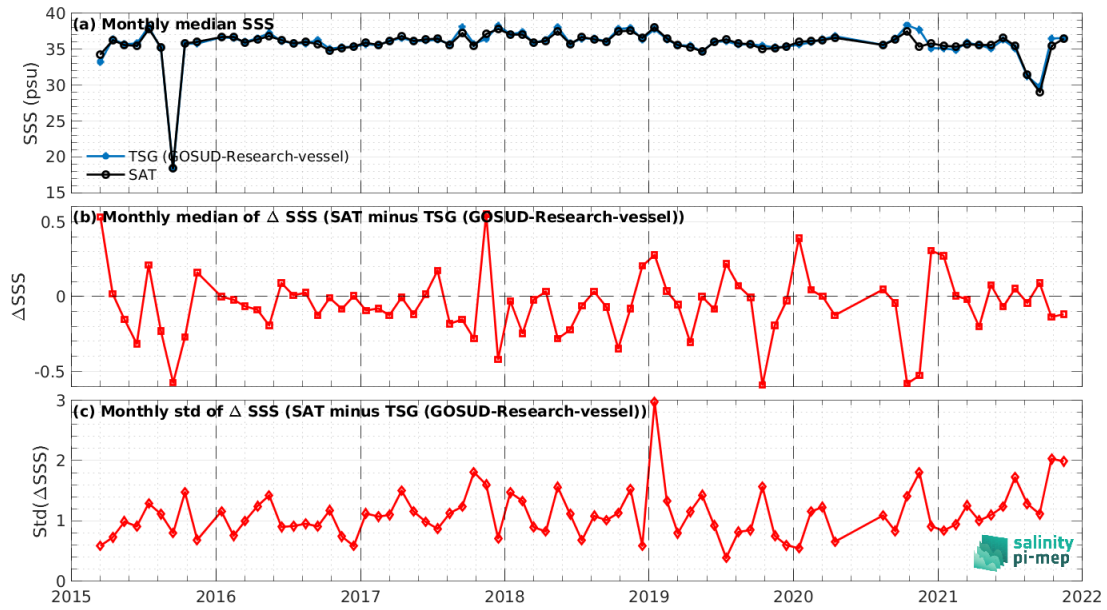 (a) Monthly median SSS
40
35
30
25
20
15
SSS (psu)
TSG (GOSUD-Research-vessel)
SAT
(b) Monthly median of Δ SSS (SAT minus TSG (GOSUD-Research-vessel))
0.5
0
-0.5
ΔSSS
(c) Monthly std of Δ SSS (SAT minus TSG (GOSUD-Research-vessel))
3
2
1
0
Std(ΔSSS)
salinity
pi-mep
2015 2016 2017 2018 2019 2020 2021 2022